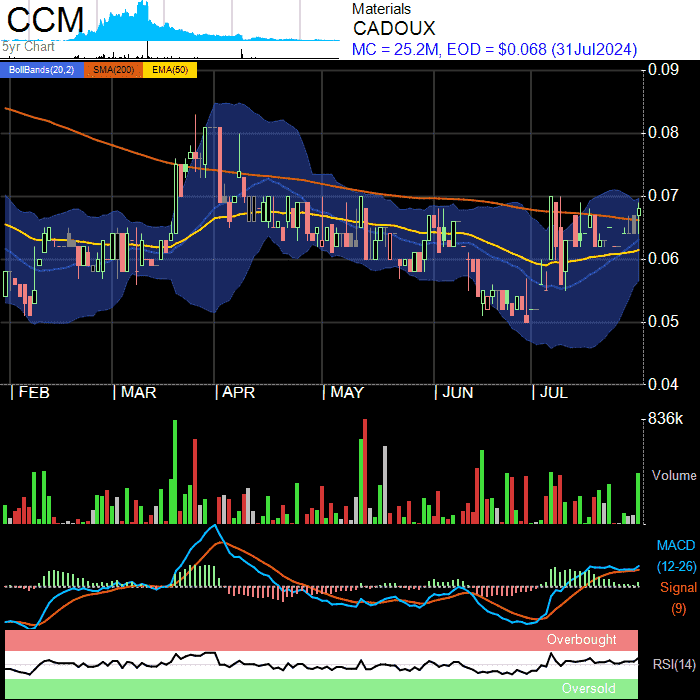 CCM
5yr Chart
Materials
CADOUX
MC = 25.2M, EOD = $0.068 (31Jul2024)
BollBands(20,2) SMA(200) EMA(50)
0.09
0.08
0.07
0.06
0.05
0.04
| FEB | MAR | APR | MAY | JUN | JUL
836k
Volume
MACD
(12-26)
Signal
(9)
Overbought
RSI(14)
Oversold